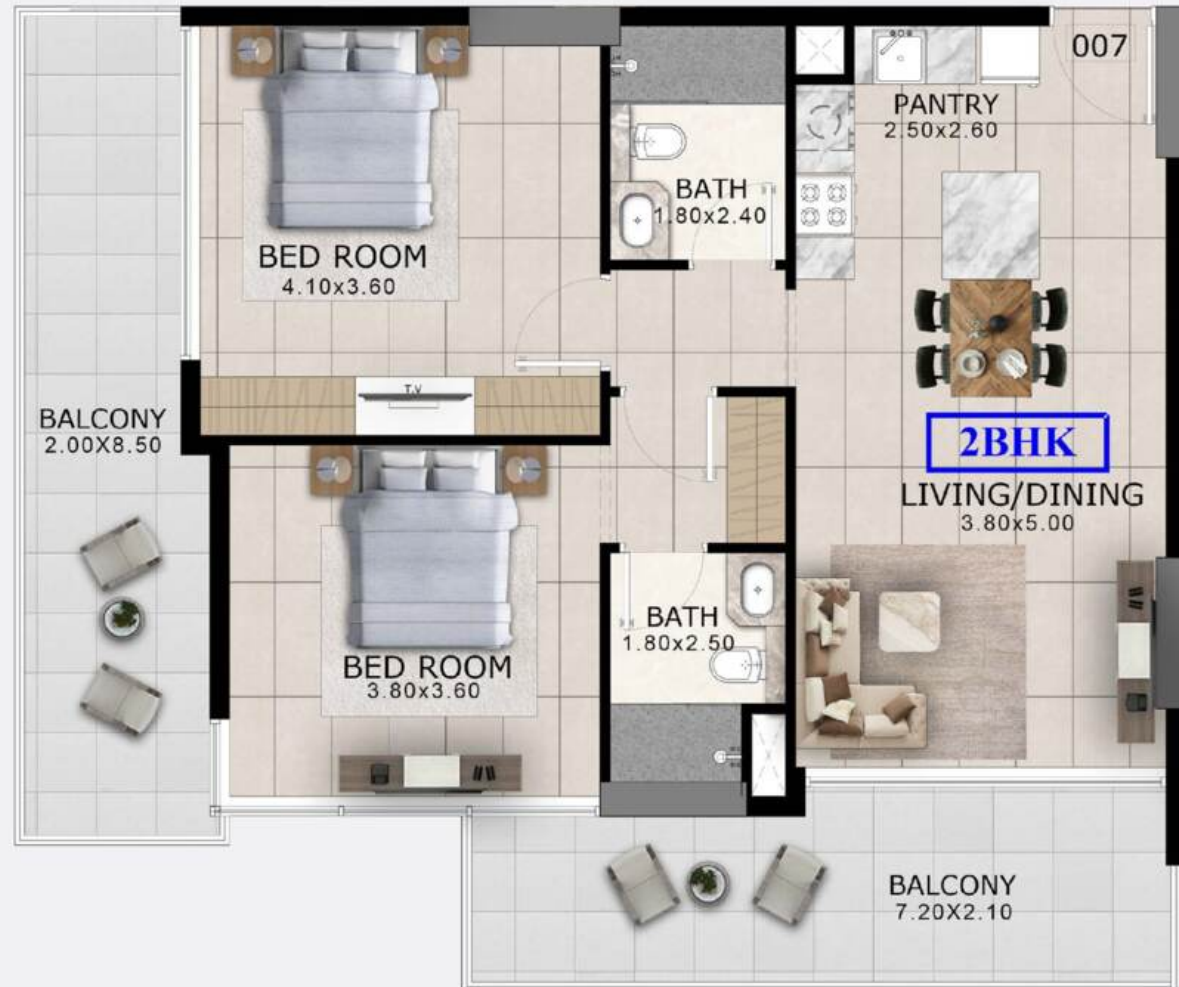 007
PANTRY
2.50x2.60
BATH
1.80x2.40
BED ROOM
4.10x3.60
T.V
BALCONY
2.00X8.50
2BHK
LIVING/DINING
3.80x5.00
BATH
1.80x2.50
BED ROOM
3.80x3.60
BALCONY
7.20X2.10